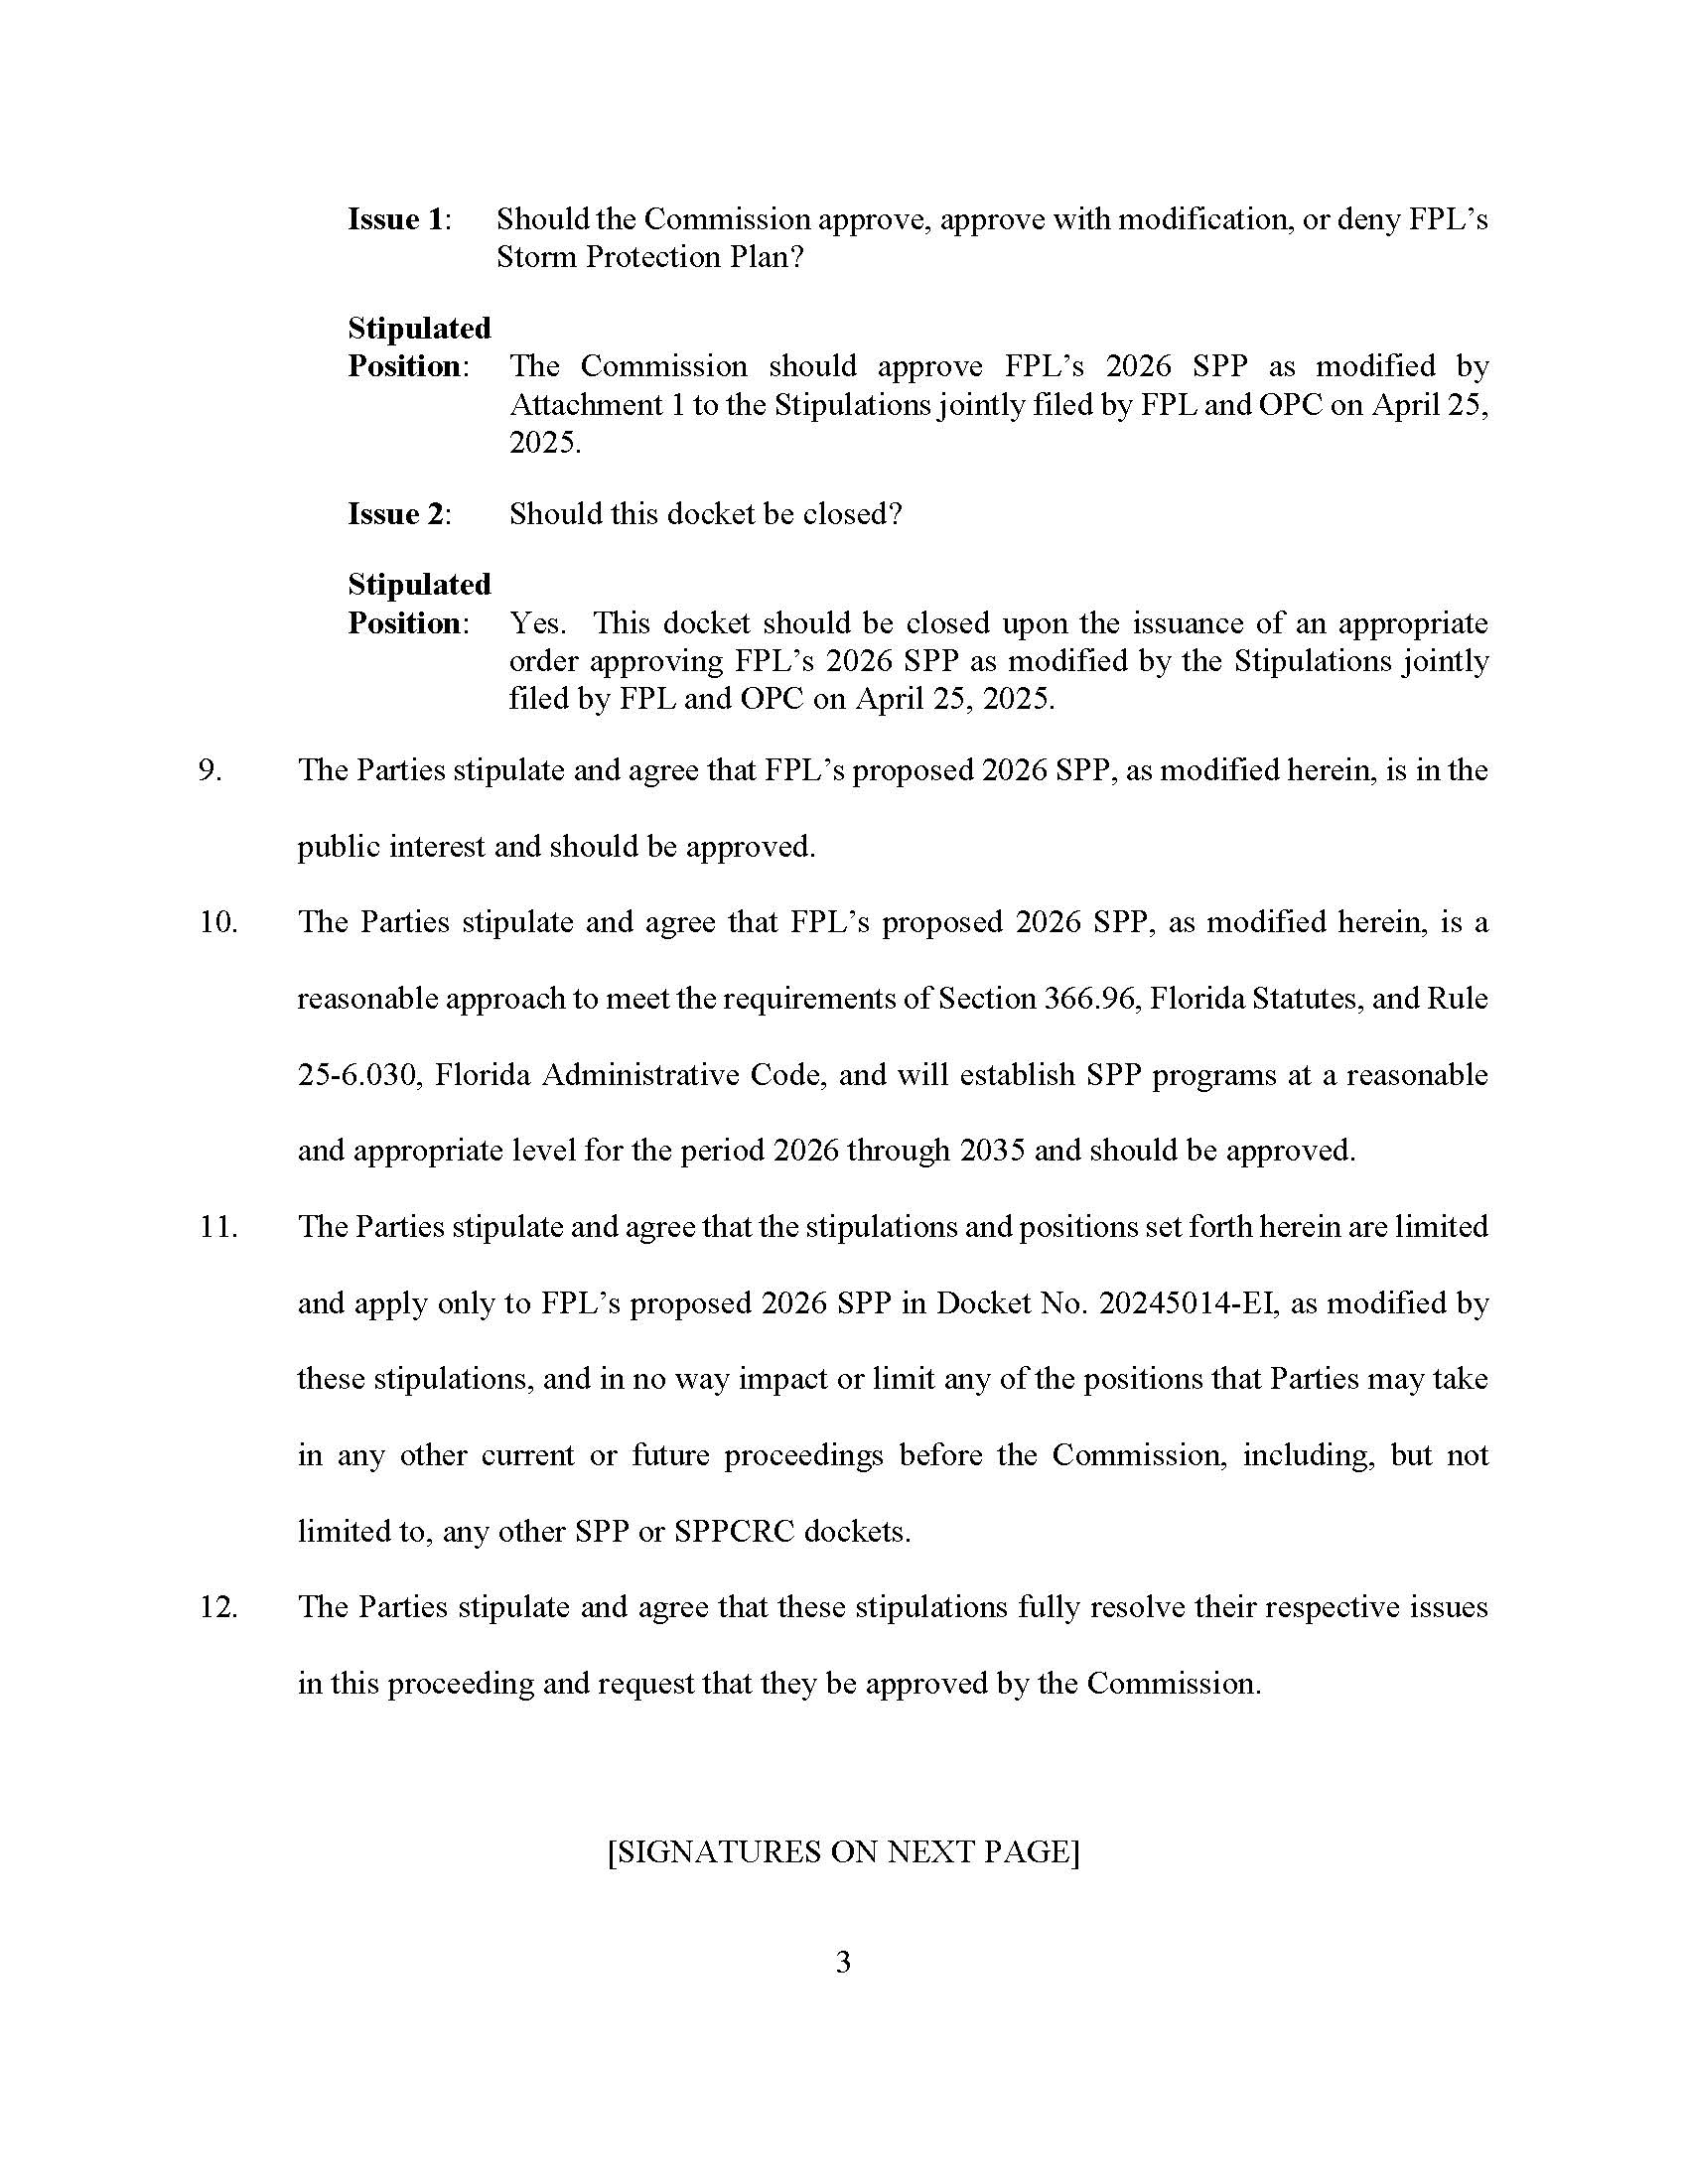 Issue 1: Should the Commission approve, approve with modification, or deny FPL’s
Storm Protection Plan?
Stipulated
Position: The Commission should approve FPL’s 2026 SPP as modified by
Attachment 1 to the Stipulations jointly filed by FPL and OPC on April 25,
2025.
Issue 2: Should this docket be closed?
Stipulated
Position: Yes. This docket should be closed upon the issuance of an appropriate
order approving FPL’s 2026 SPP as modified by the Stipulations jointly
filed by FPL and OPC on April 25, 2025.
9. The Parties stipulate and agree that FPL’s proposed 2026 SPP, as modified herein, is in the
public interest and should be approved.
10. The Parties stipulate and agree that FPL’s proposed 2026 SPP, as modified herein, is a
reasonable approach to meet the requirements of Section 366.96, Florida Statutes, and Rule
25-6.030, Florida Administrative Code, and will establish SPP programs at a reasonable
and appropriate level for the period 2026 through 2035 and should be approved.
11. The Parties stipulate and agree that the stipulations and positions set forth herein are limited
and apply only to FPL’s proposed 2026 SPP in Docket No. 20245014-EI, as modified by
these stipulations, and in no way impact or limit any of the positions that Parties may take
in any other current or future proceedings before the Commission, including, but not
limited to, any other SPP or SPPCRC dockets.
12. The Parties stipulate and agree that these stipulations fully resolve their respective issues
in this proceeding and request that they be approved by the Commission.
[SIGNATURES ON NEXT PAGE]
3